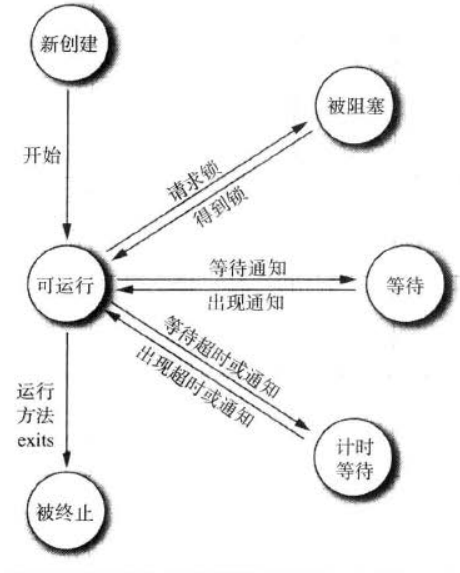 新创建
被阻塞
开始
请求锁
得到锁
可运行
等待通知
出现通知
等待
等待超时或通知
出现超时或通知
运行
方法
exits
计时
等待
被终止